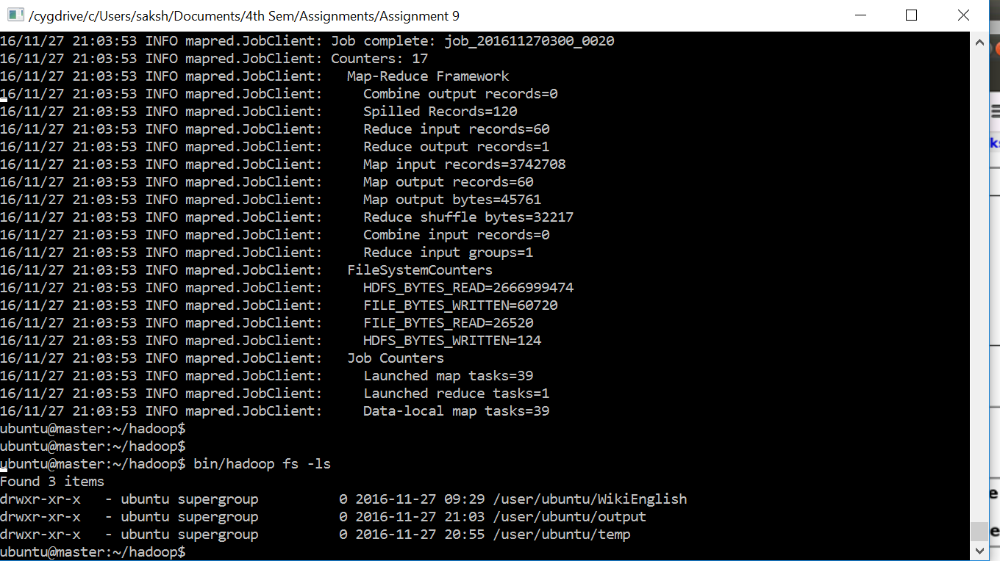 /cygdrive/c/Users/saksh/Documents/4th Sem/Assignments/Assignment 9
16/11/27 21:03:53 INFO mapred.JobClient: Job complete: job_201611270300_0020
16/11/27 21:03:53 INFO mapred.JobClient: Counters: 17
16/11/27 21:03:53 INFO mapred.JobClient:   Map-Reduce Framework
16/11/27 21:03:53 INFO mapred.JobClient:     Combine output records=0
16/11/27 21:03:53 INFO mapred.JobClient:     Spilled Records=120
16/11/27 21:03:53 INFO mapred.JobClient:     Reduce input records=60
16/11/27 21:03:53 INFO mapred.JobClient:     Reduce output records=1
16/11/27 21:03:53 INFO mapred.JobClient:     Map input records=3742708
16/11/27 21:03:53 INFO mapred.JobClient:     Map output records=60
16/11/27 21:03:53 INFO mapred.JobClient:     Map output bytes=45761
16/11/27 21:03:53 INFO mapred.JobClient:     Reduce shuffle bytes=32217
16/11/27 21:03:53 INFO mapred.JobClient:     Combine input records=0
16/11/27 21:03:53 INFO mapred.JobClient:     Reduce input groups=1
16/11/27 21:03:53 INFO mapred.JobClient:   FileSystemCounters
16/11/27 21:03:53 INFO mapred.JobClient:     HDFS_BYTES_READ=2666999474
16/11/27 21:03:53 INFO mapred.JobClient:     FILE_BYTES_WRITTEN=60720
16/11/27 21:03:53 INFO mapred.JobClient:     FILE_BYTES_READ=26520
16/11/27 21:03:53 INFO mapred.JobClient:     HDFS_BYTES_WRITTEN=124
16/11/27 21:03:53 INFO mapred.JobClient:   Job Counters
16/11/27 21:03:53 INFO mapred.JobClient:     Launched map tasks=39
16/11/27 21:03:53 INFO mapred.JobClient:     Launched reduce tasks=1
16/11/27 21:03:53 INFO mapred.JobClient:     Data-local map tasks=39
ubuntu@master:~/hadoop$
ubuntu@master:~/hadoop$
ubuntu@master:~/hadoop$ bin/hadoop fs -ls
Found 3 items
drwxr-xr-x   - ubuntu supergroup          0 2016-11-27 09:29 /user/ubuntu/WikiEnglish
drwxr-xr-x   - ubuntu supergroup          0 2016-11-27 21:03 /user/ubuntu/output
drwxr-xr-x   - ubuntu supergroup          0 2016-11-27 20:55 /user/ubuntu/temp
ubuntu@master:~/hadoop$